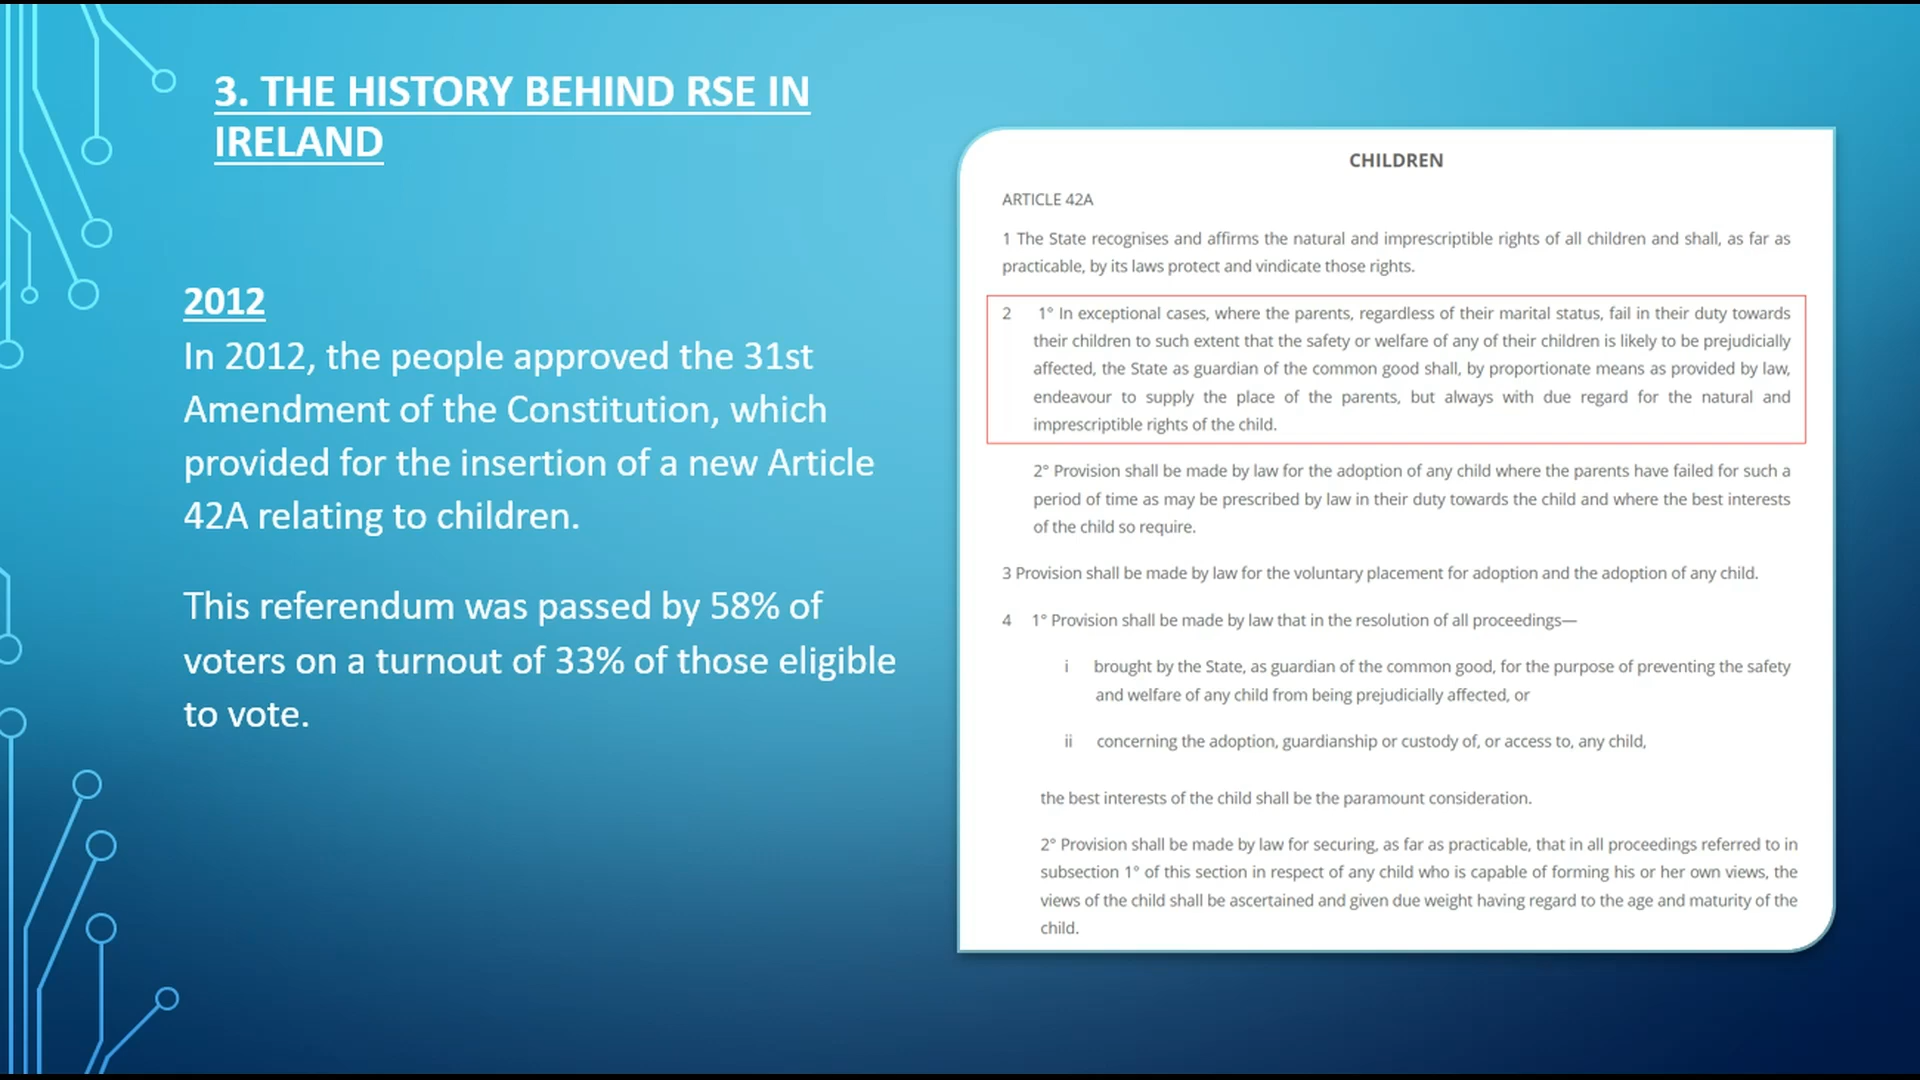 3. THE HISTORY BEHIND RSE IN
IRELAND
2012
In 2012, the people approved the 31st
Amendment of the Constitution, which
provided for the insertion of a new Article
42A relating to children.
This referendum was passed by 58% of
voters on a turnout of 33% of those eligible
to vote.
CHILDREN
ARTICLE 42A
1 The State recognises and affirms the natural and imprescriptible rights of all children and shall, as far as
practicable, by its laws protect and vindicate those rights.
2 1° In exceptional cases, where the parents, regardless of their marital status, fail in their duty towards
their children to such extent that the safety or welfare of any of their children is likely to be prejudicially
affected, the State as guardian of the common good shall, by proportionate means as provided by law,
endeavour to supply the place of the parents, but always with due regard for the natural and
imprescriptible rights of the child.
2° Provision shall be made by law for the adoption of any child where the parents have failed for such a
period of time as may be prescribed by law in their duty towards the child and where the best interests
of the child so require.
3 Provision shall be made by law for the voluntary placement for adoption and the adoption of any child.
4 1° Provision shall be made by law that in the resolution of all proceedings—
i brought by the State, as guardian of the common good, for the purpose of preventing the safety
and welfare of any child from being prejudicially affected, or
ii concerning the adoption, guardianship or custody of, or access to, any child,
the best interests of the child shall be the paramount consideration.
2° Provision shall be made by law for securing, as far as practicable, that in all proceedings referred to in
subsection 1° of this section in respect of any child who is capable of forming his or her own views, the
views of the child shall be ascertained and given due weight having regard to the age and maturity of the
child.